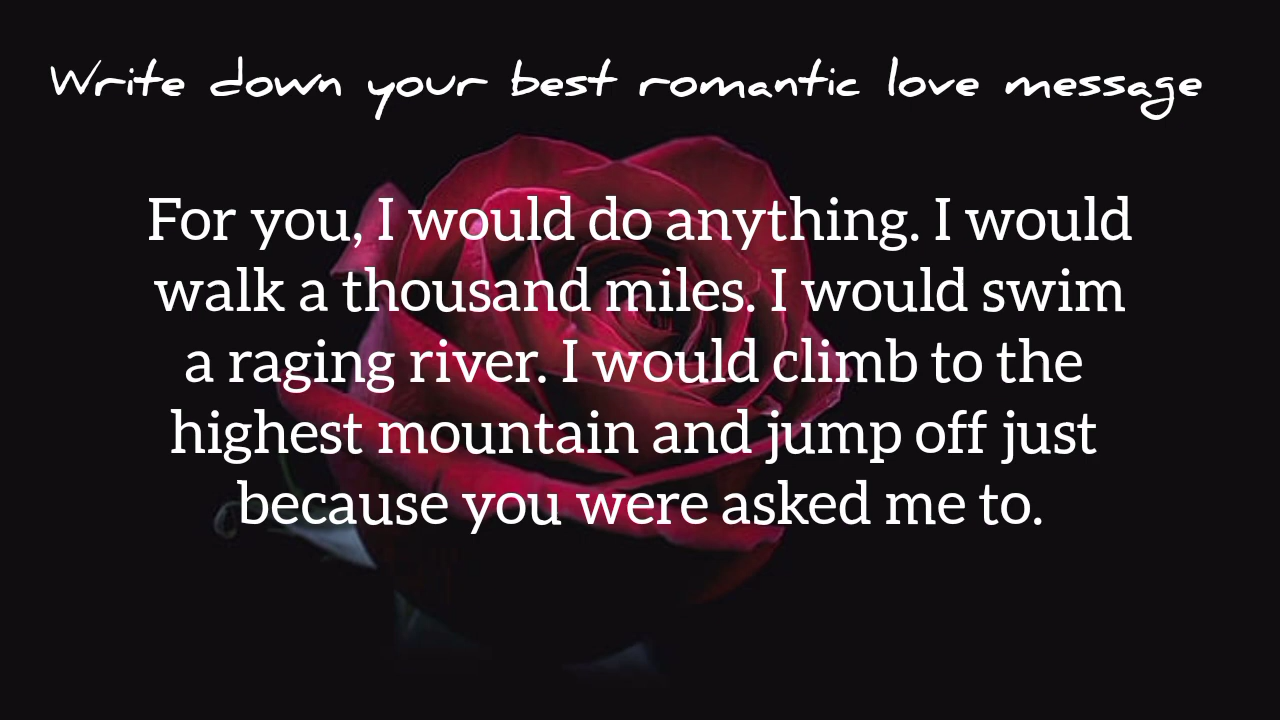 Write down your best romantic love message
For you, I would do anything. I would
walk a thousand miles. I would swim
a raging river. I would climb to the
highest mountain and jump off just
because you were asked me to.